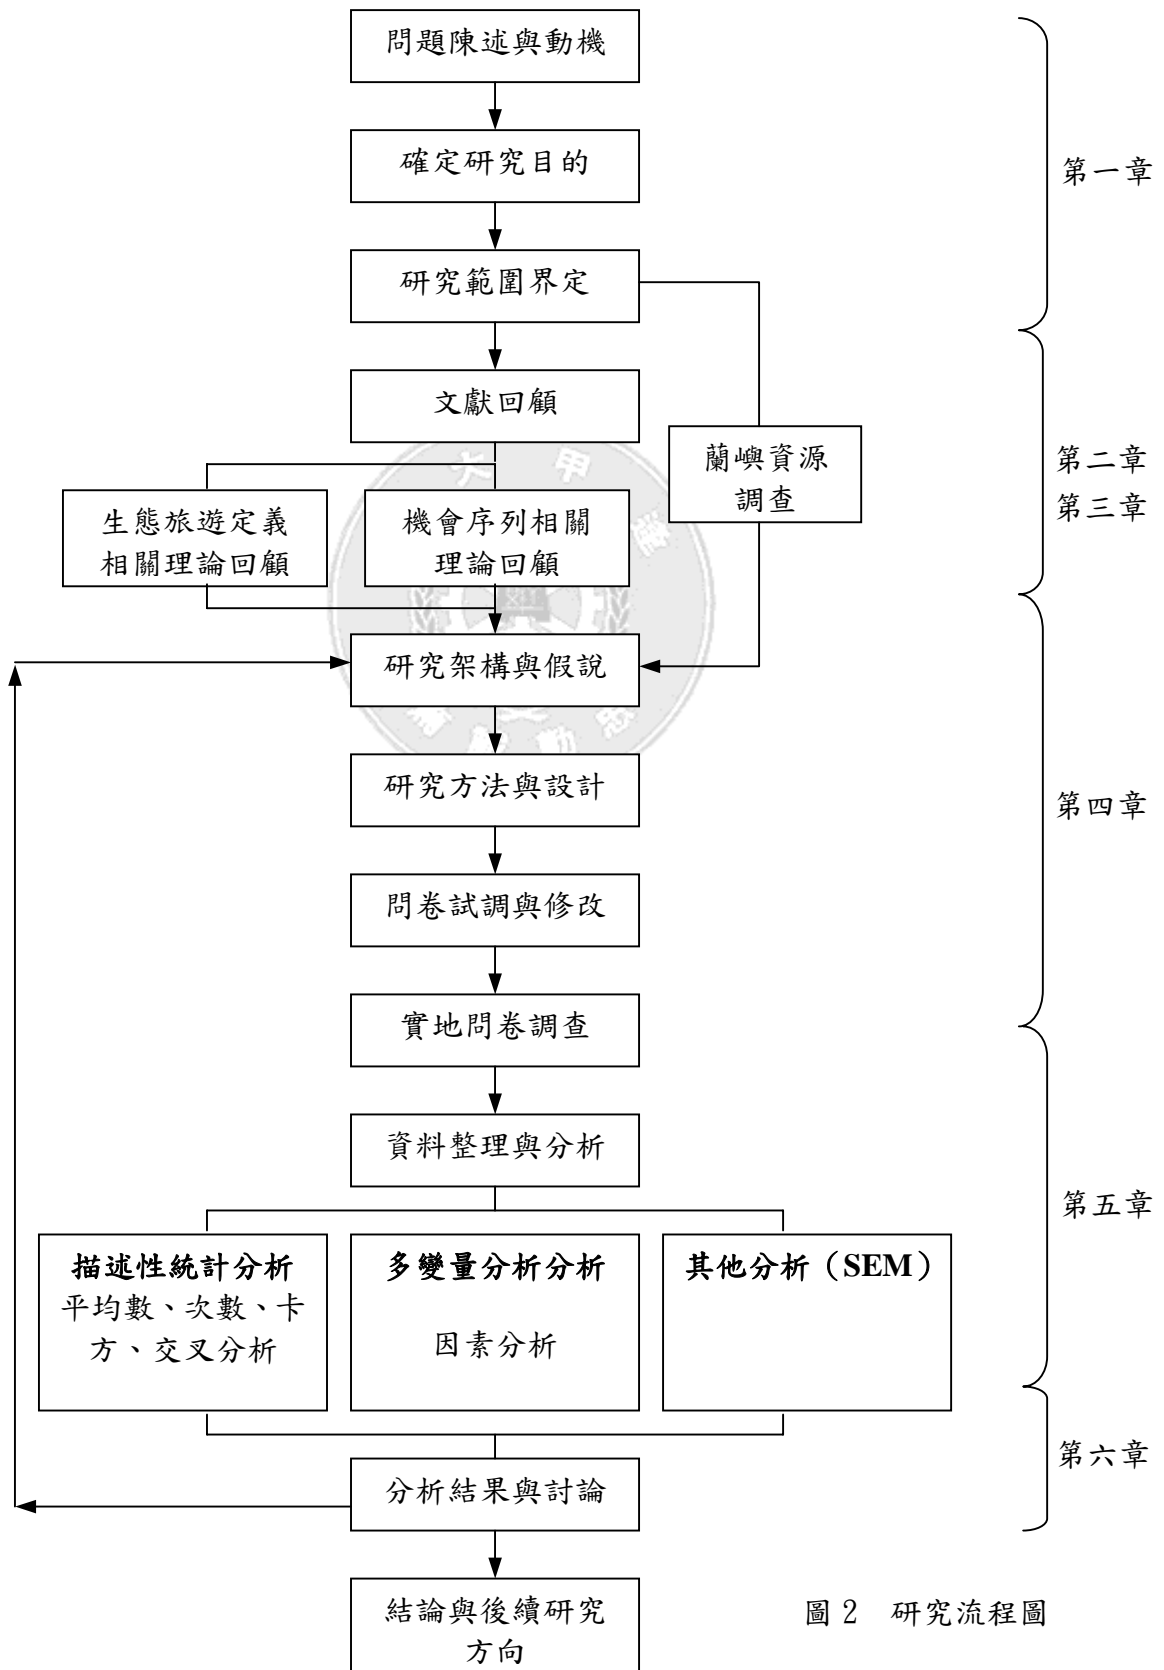 問題陳述與動機
確定研究目的
第一章
研究範圍界定
文獻回顧
蘭嶼資源
調查
第二章
第三章
生態旅遊定義
相關理論回顧
機會序列相關
理論回顧
研究架構與假說
研究方法與設計
第四章
問卷試調與修改
實地問卷調查
資料整理與分析
第五章
描述性統計分析
平均數、次數、卡
方、交叉分析
多變量分析分析
因素分析
其他分析（SEM）
第六章
分析結果與討論
結論與後續研究
方向
圖 2 研究流程圖